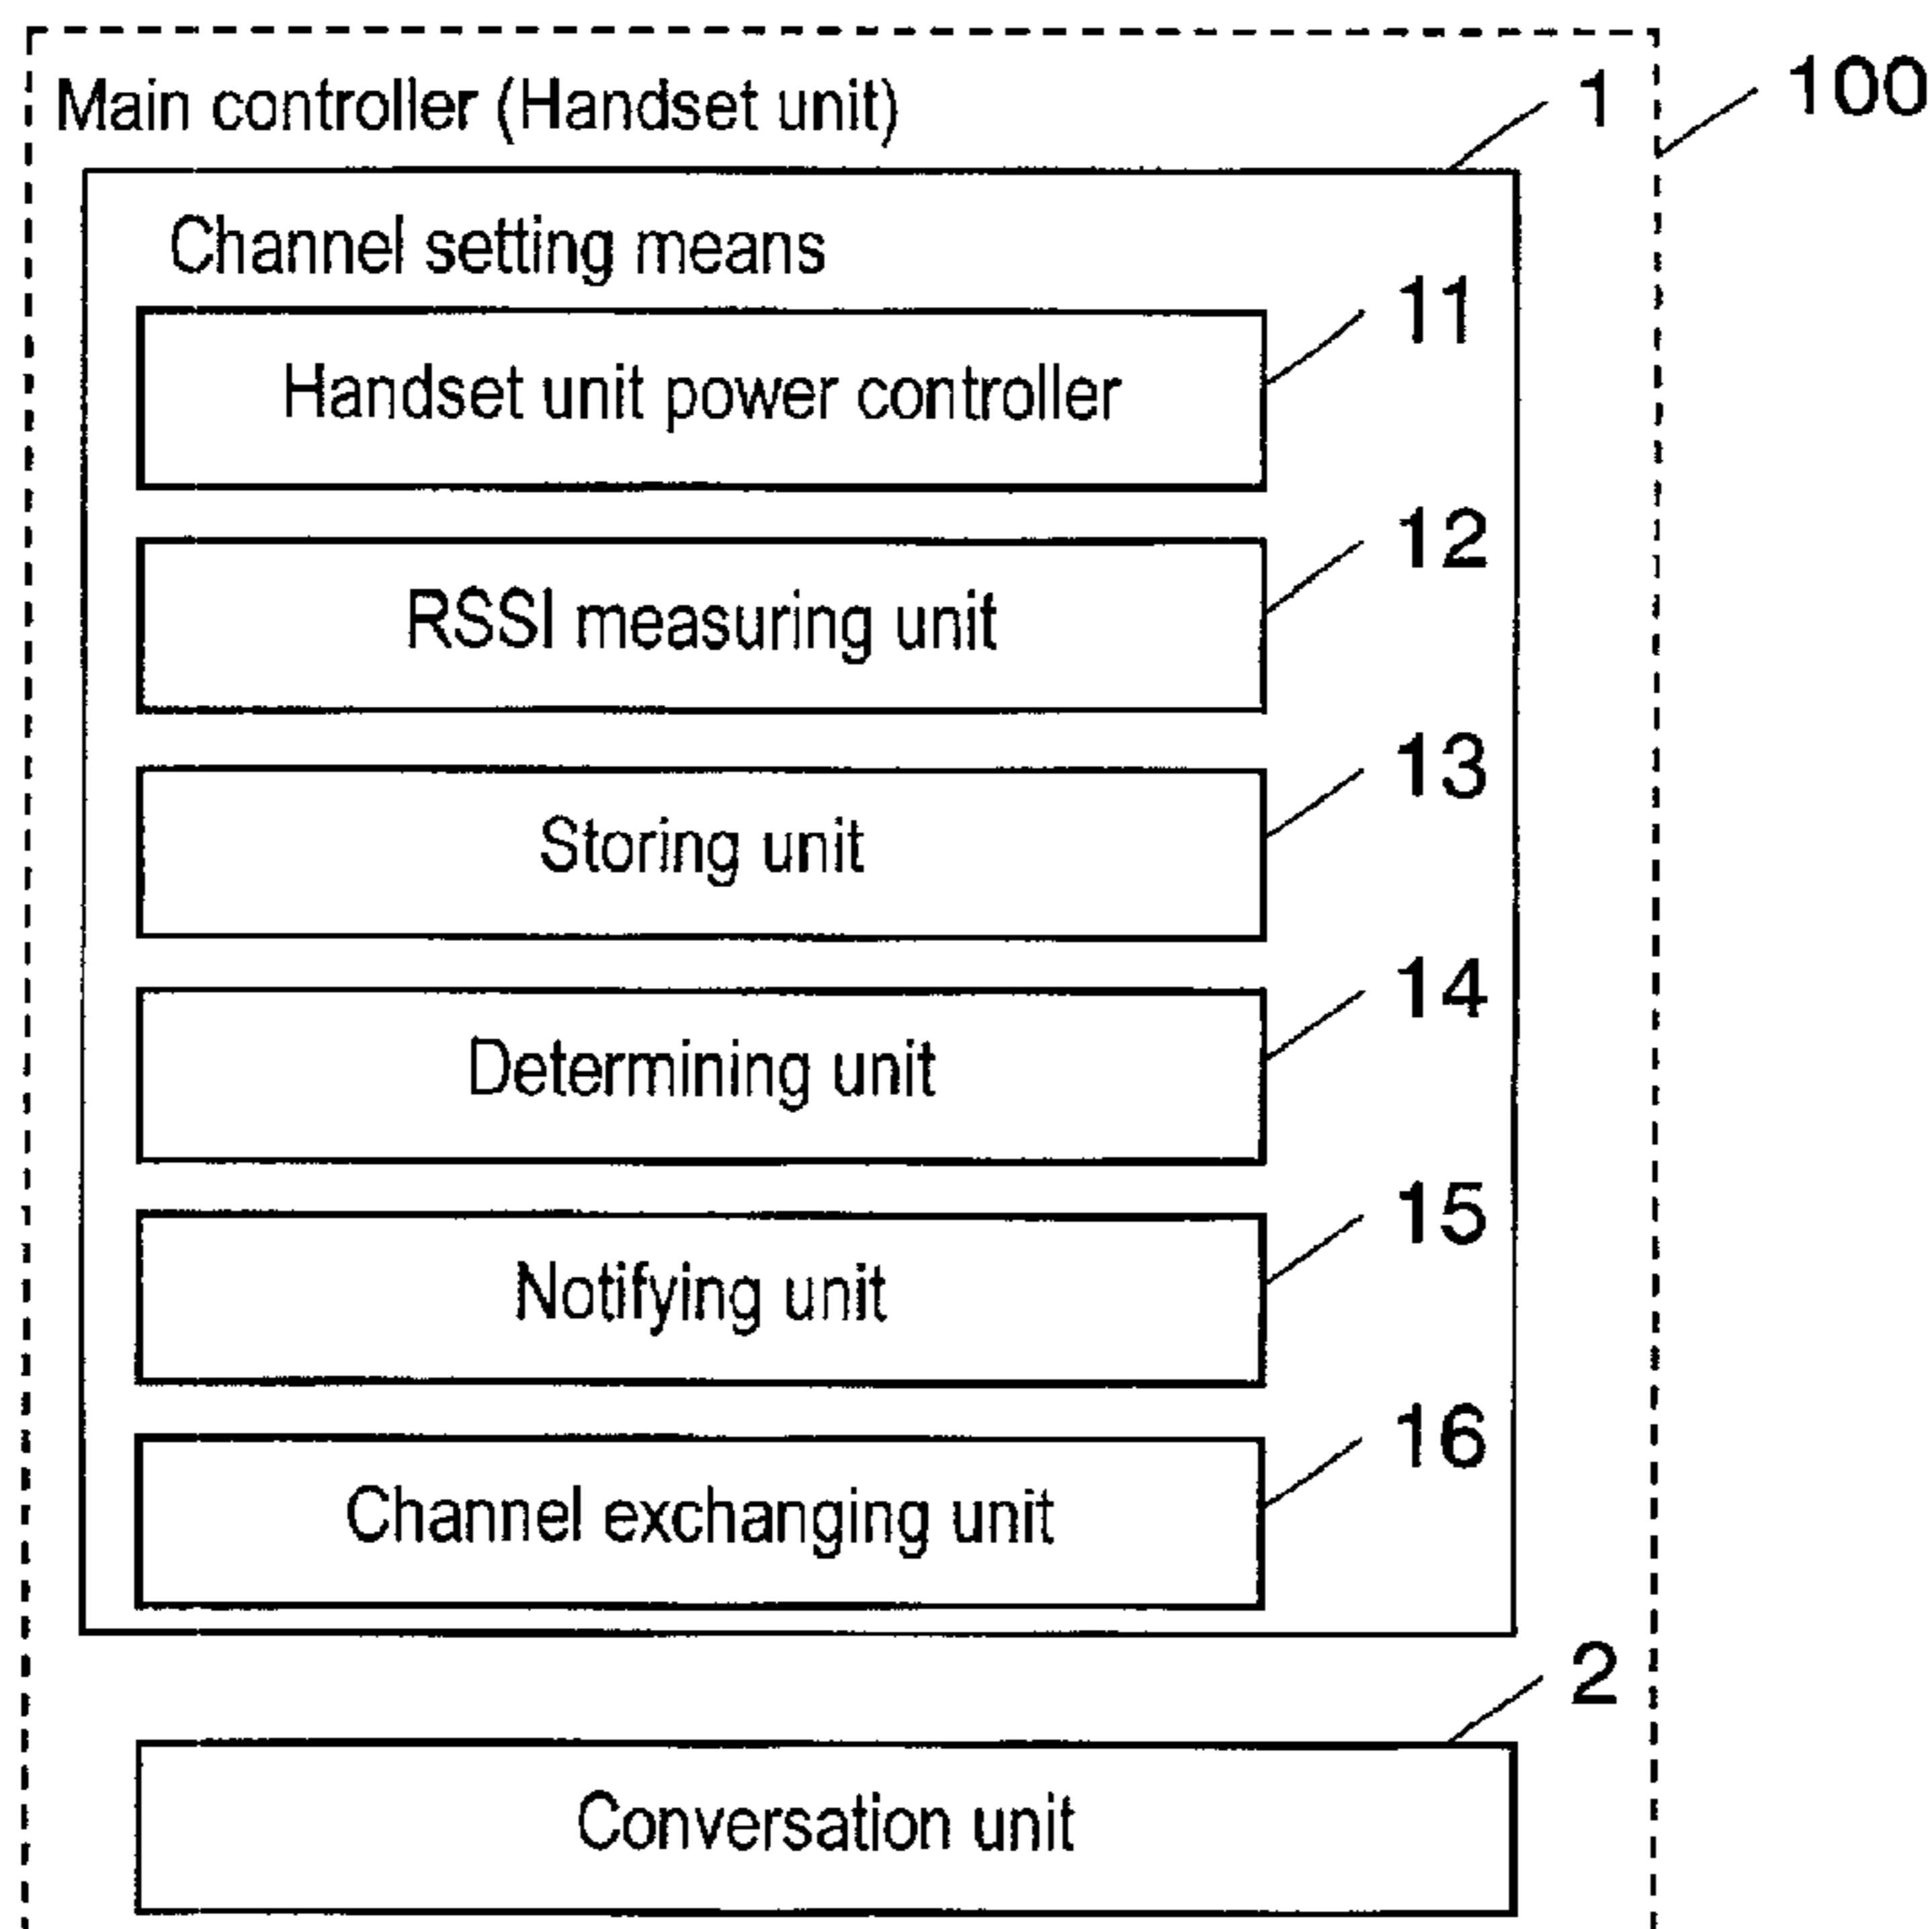 Main controller (Handset unit)
1
100
Channel setting means
11
Handset unit power controller
12
RSSI measuring unit
13
Storing unit
14
Determining unit
15
Notifying unit
16
Channel exchanging unit
2
Conversation unit